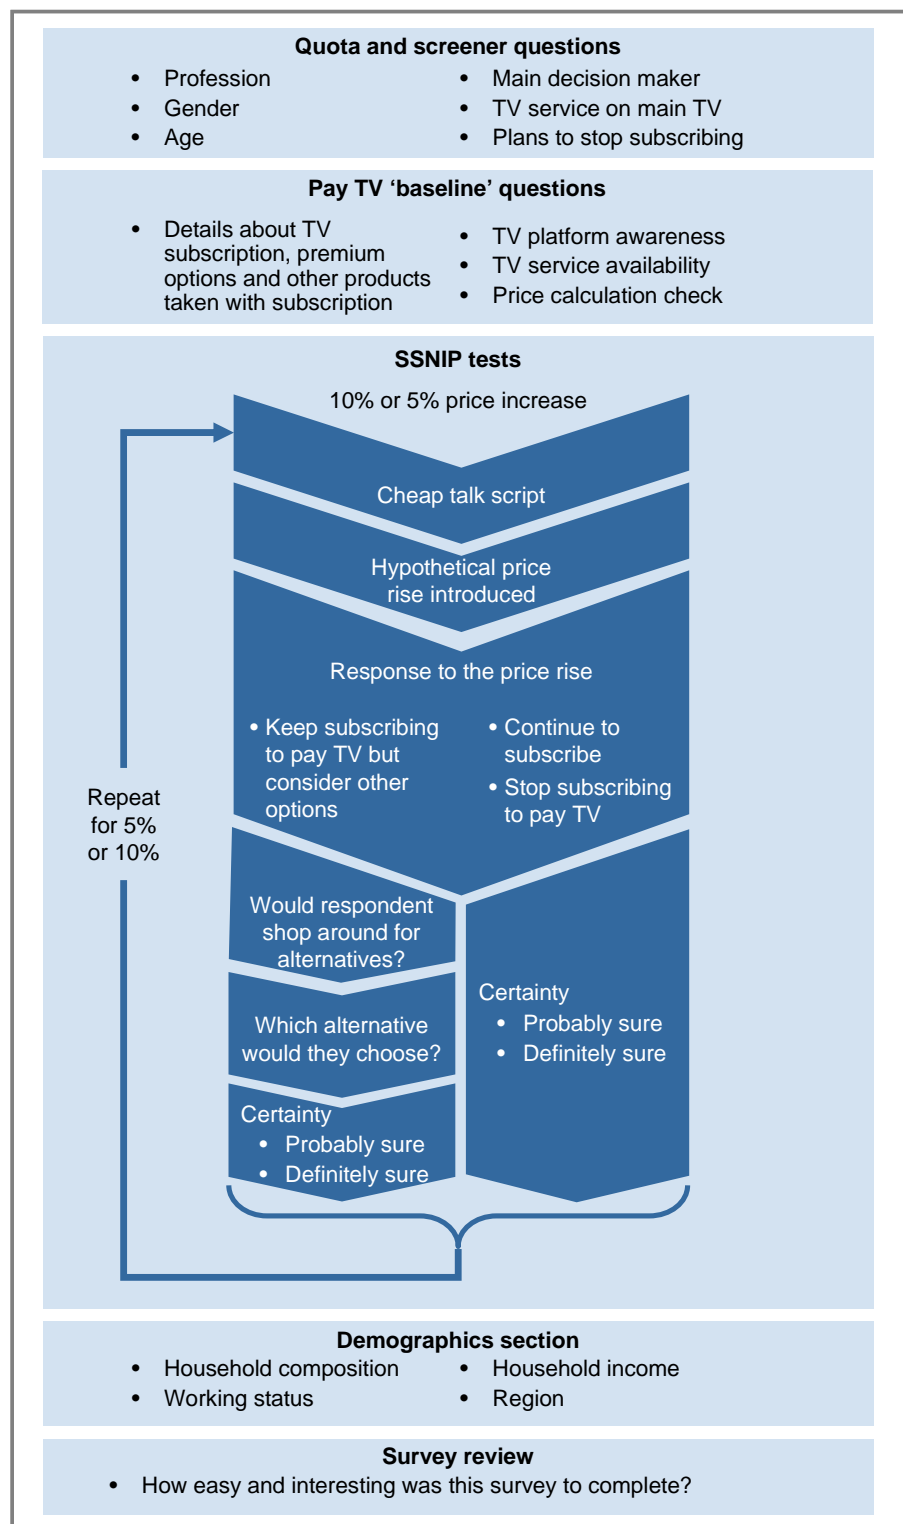 Quota and screener questions
• Profession
• Gender
• Age
• Main decision maker
• TV service on main TV
• Plans to stop subscribing
Pay TV ‘baseline’ questions
• Details about TV
subscription, premium
options and other products
taken with subscription
• TV platform awareness
• TV service availability
• Price calculation check
SSNIP tests
10% or 5% price increase
Cheap talk script
Hypothetical price
rise introduced
Response to the price rise
• Keep subscribing
to pay TV but
consider other
options
• Continue to
subscribe
• Stop subscribing
to pay TV
Repeat
for 5%
or 10%
Would respondent
shop around for
alternatives?
Which alternative
would they choose?
Certainty
• Probably sure
• Definitely sure
Certainty
• Probably sure
• Definitely sure
Demographics section
• Household composition
• Working status
• Household income
• Region
Survey review
• How easy and interesting was this survey to complete?